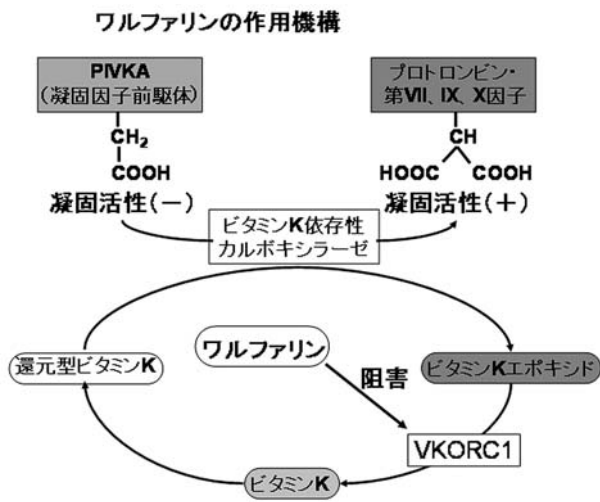 ワルファリンの作用機構
PIVKA
(凝固因子前駆体)
CH2
COOH
凝固活性(－)
プロトロンビン・
第VII、IX、X因子
CH
HOOC COOH
凝固活性(＋)
ビタミンK依存性
カルボキシラーゼ
還元型ビタミンK
ワルファリン
阻害
ビタミンKエポキシド
VKORC1
ビタミンK